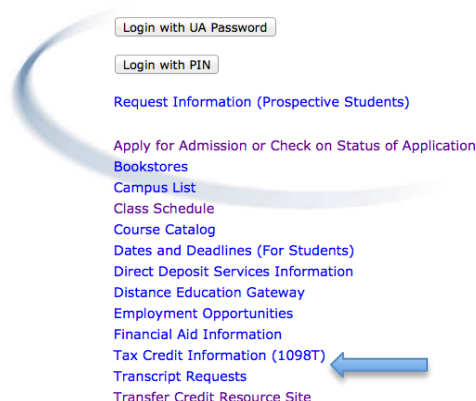 Login with UA Password
Login with PIN
Request Information (Prospective Students)
Apply for Admission or Check on Status of Application
Bookstores
Campus List
Class Schedule
Course Catalog
Dates and Deadlines (For Students)
Direct Deposit Services Information
Distance Education Gateway
Employment Opportunities
Financial Aid Information
Tax Credit Information (1098T)
Transcript Requests
Transfer Credit Resource Site